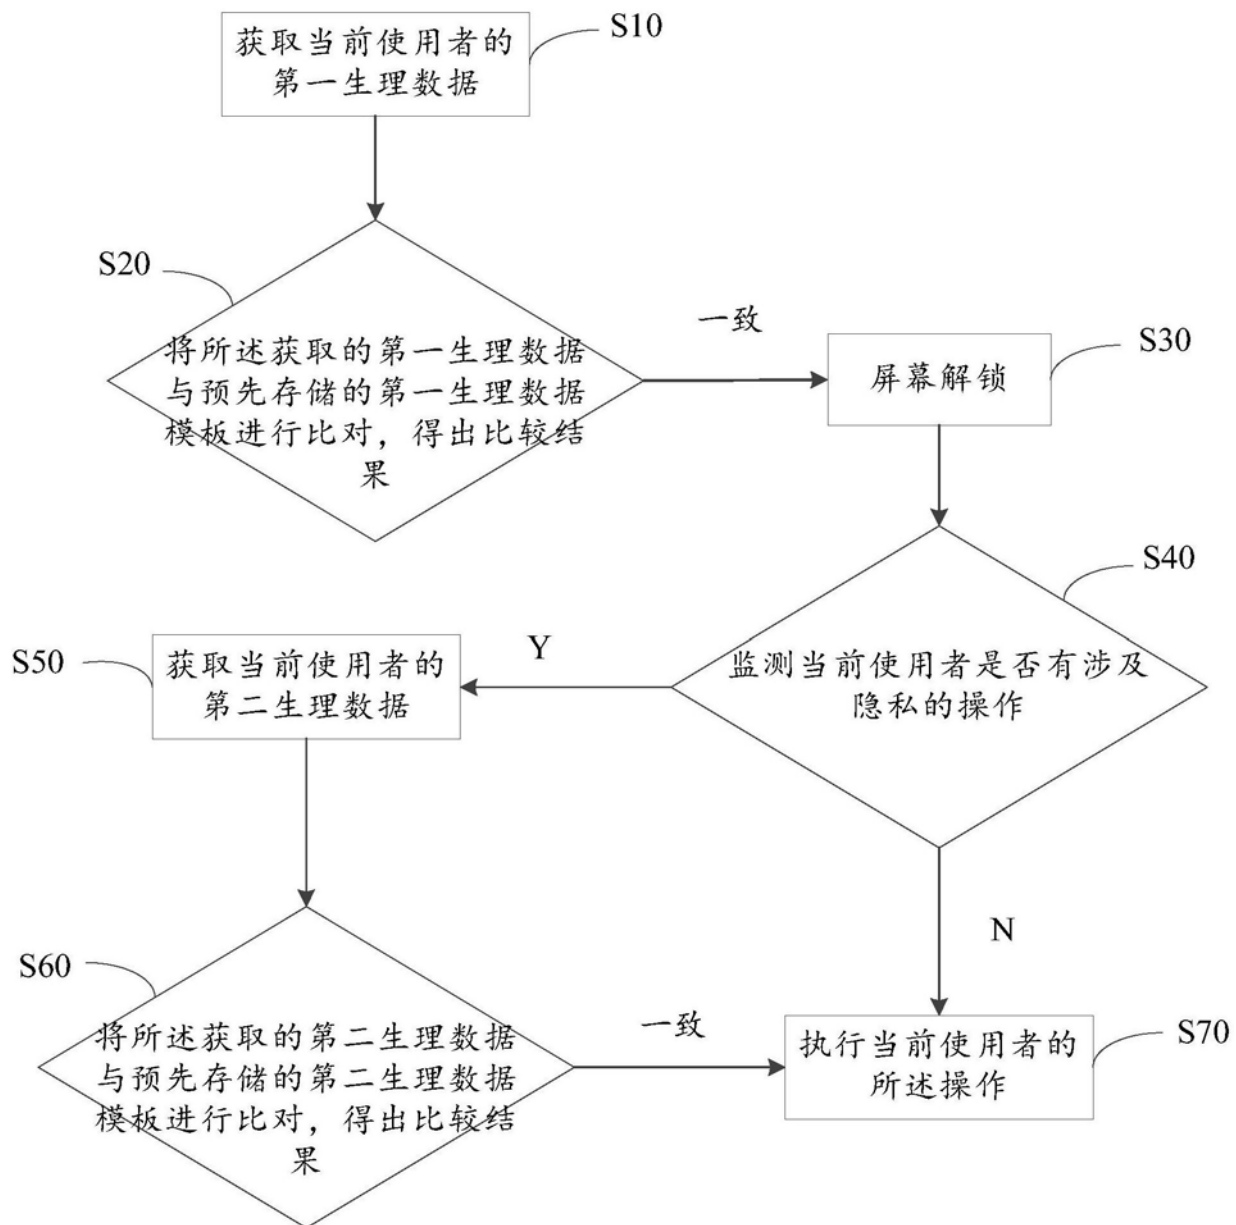 获取当前使用者的
第一生理数据
S10
S20
将所述获取的第一生理数据
与预先存储的第一生理数据
模板进行比对，得出比较结
果
一致
屏幕解锁
S30
S40
监测当前使用者是否有涉及
隐私的操作
Y
S50
获取当前使用者的
第二生理数据
N
S60
将所述获取的第二生理数据
与预先存储的第二生理数据
模板进行比对，得出比较结
果
一致
执行当前使用者的
所述操作
S70